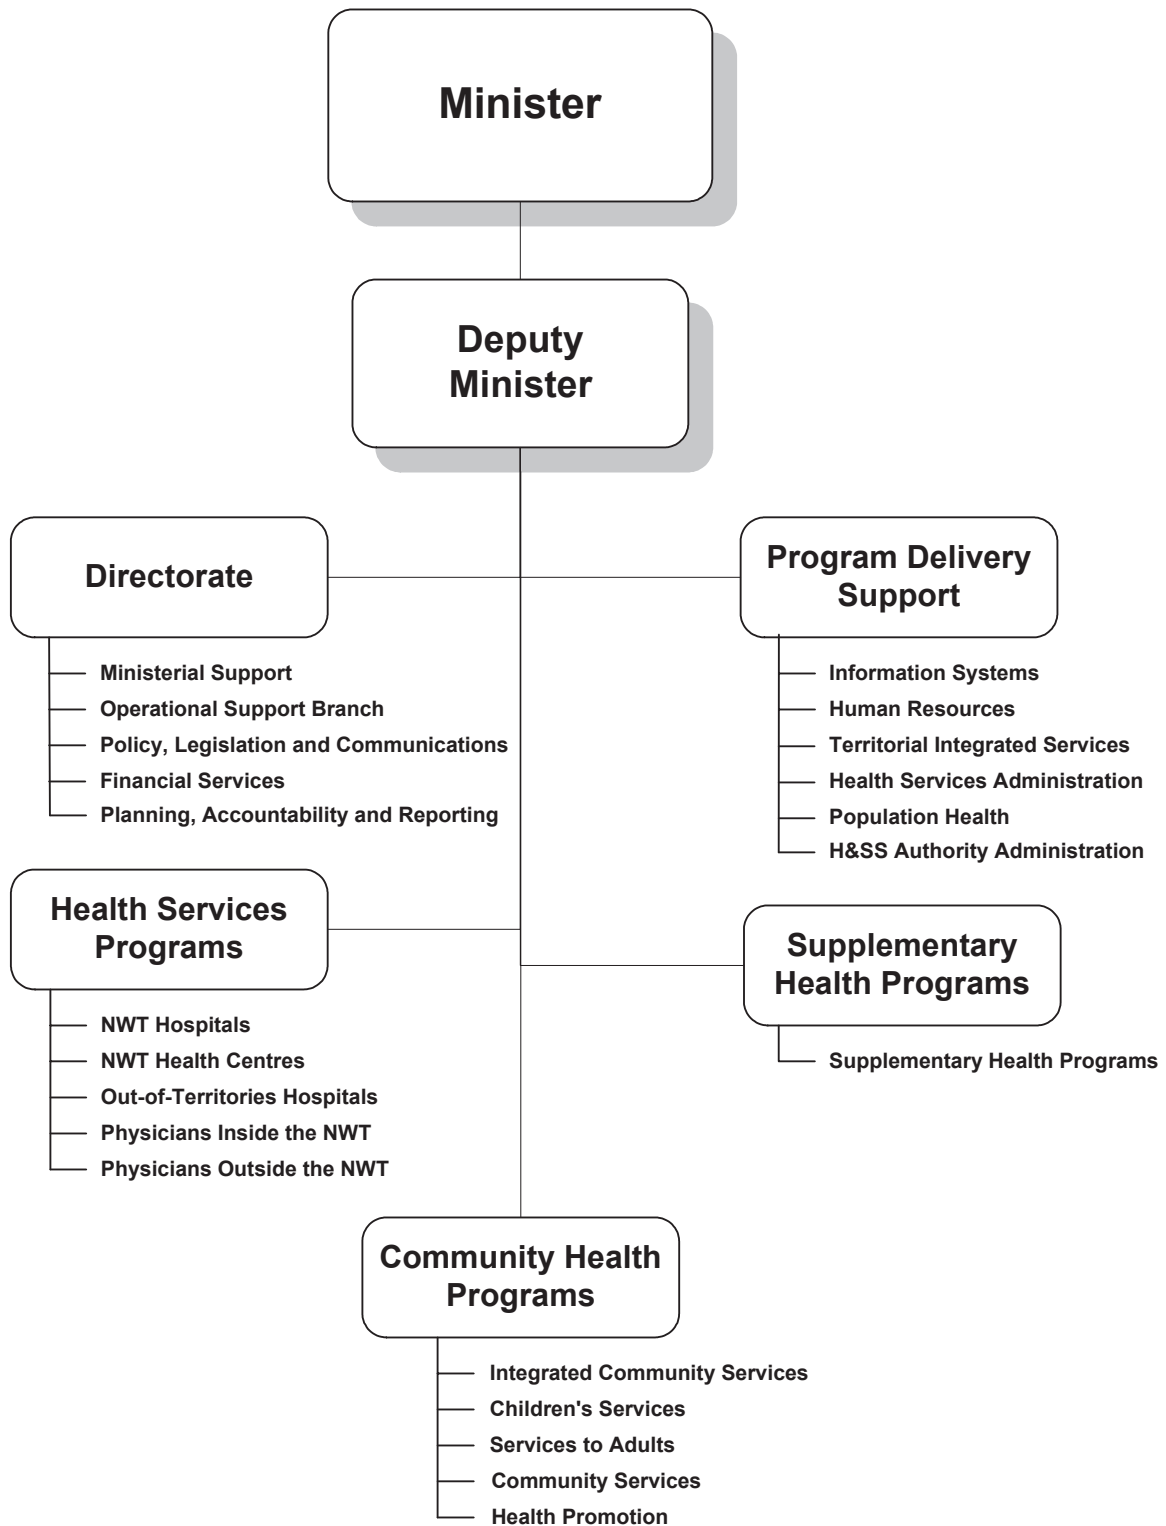 Minister
Deputy
Minister
Directorate
Ministerial Support
Operational Support Branch
Policy, Legislation and Communications
Financial Services
Planning, Accountability and Reporting
Program Delivery
Support
Information Systems
Human Resources
Territorial Integrated Services
Health Services Administration
Population Health
H&SS Authority Administration
Health Services
Programs
NWT Hospitals
NWT Health Centres
Out-of-Territories Hospitals
Physicians Inside the NWT
Physicians Outside the NWT
Supplementary
Health Programs
Supplementary Health Programs
Community Health
Programs
Integrated Community Services
Children's Services
Services to Adults
Community Services
Health Promotion